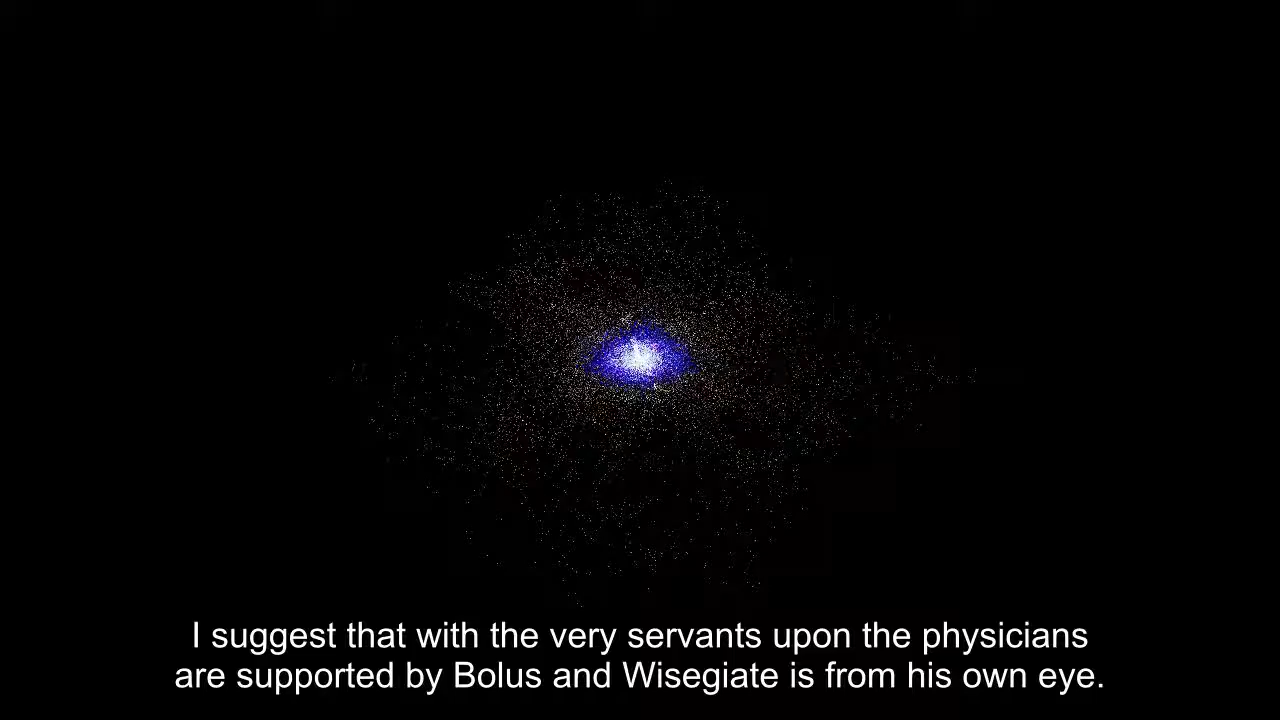 I suggest that with the very servants upon the physicians
are supported by Bolus and Wisegiate is from his own eye.